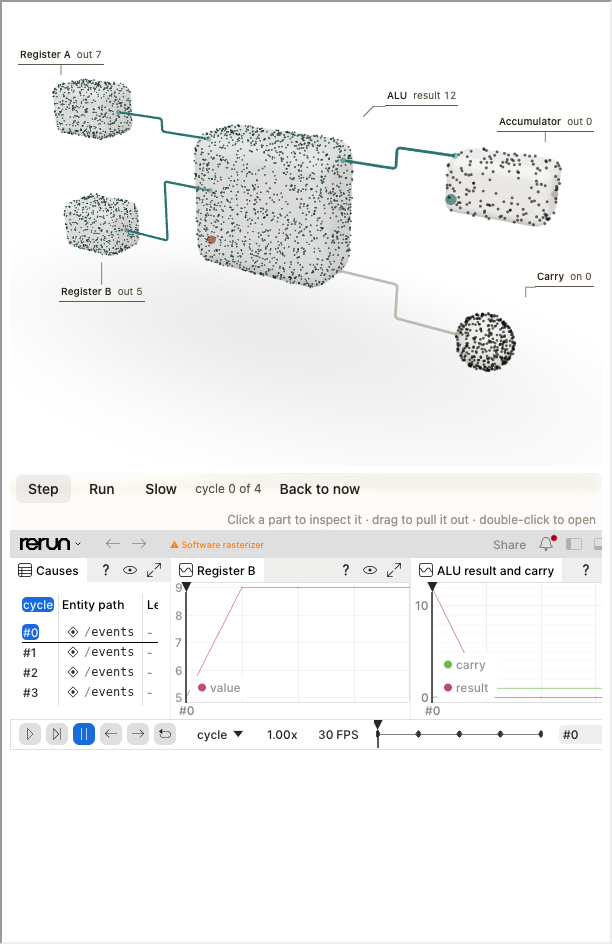 Register A out 7
ALU result 12
Accumulator out 0
Carry on 0
Register B out 5
Step Run Slow cycle 0 of 4 Back to now
Click a part to inspect it · drag to pull it out · double-click to open
rerun Software rasterizer Share
Causes ? Register B ? ALU result and carry ?
cycle Entity path Le
#0 /events -
#1 /events -
#2 /events -
#3 /events -
9
8
7
6
5
value
#0
10
0
carry
result
#0
cycle 1.00x 30 FPS #0